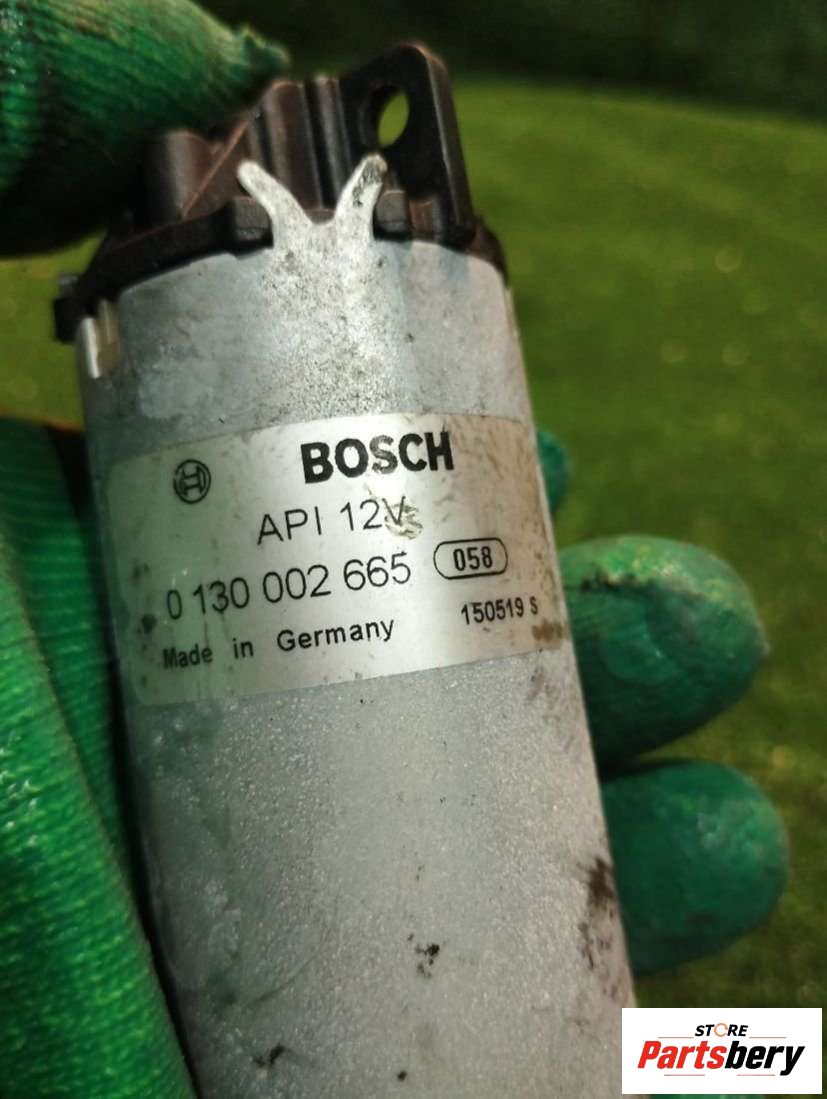 BOSCH
API 12V
0 130 002 665 058
Made in Germany 150519 S
STORE
Partsbery